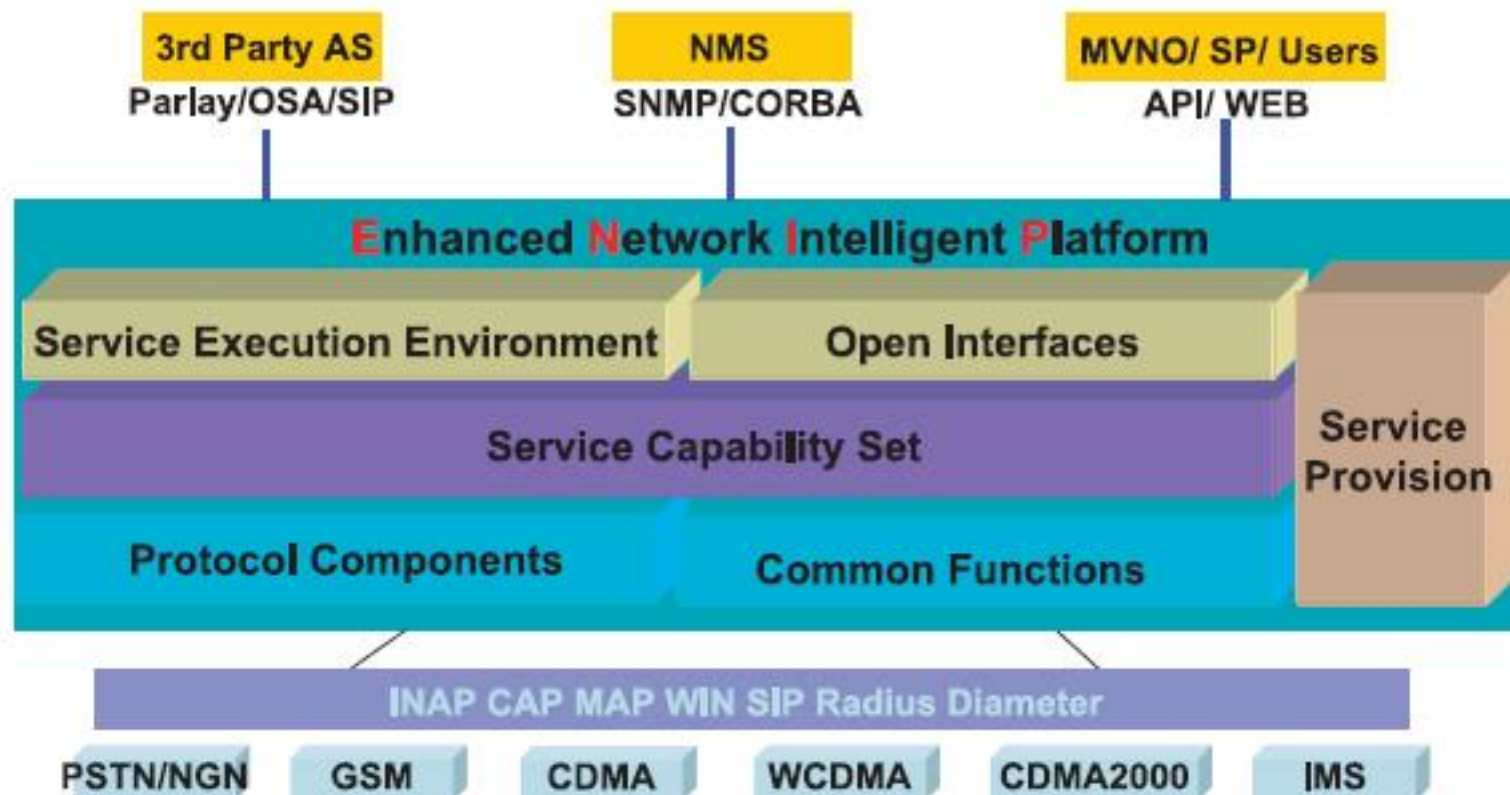 3rd Party AS
Parlay/OSA/SIP
NMS
SNMP/CORBA
MVNO/ SP/ Users
API/ WEB
Enhanced Network Intelligent Platform
Service Execution Environment
Open Interfaces
Service Capability Set
Service
Provision
Protocol Components
Common Functions
INAP CAP MAP WIN SIP Radius Diameter
PSTN/NGN
GSM
CDMA
WCDMA
CDMA2000
IMS